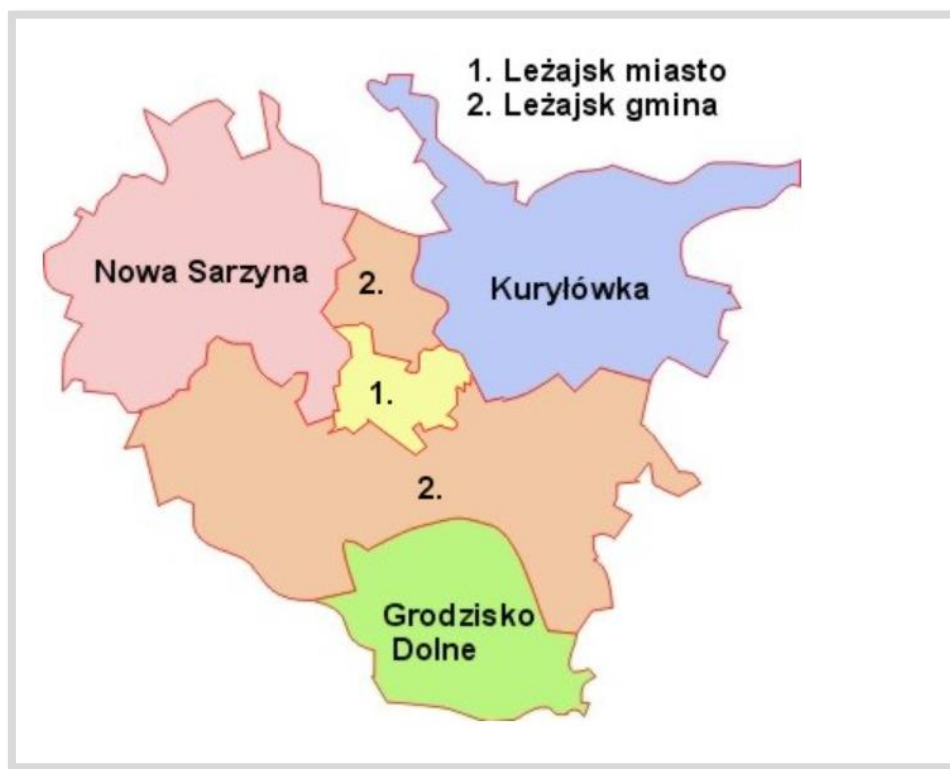 1. Leżajsk miasto
2. Leżajsk gmina
Nowa Sarzyna
2.
Kuryłówka
1.
2.
Grodzisko
Dolne